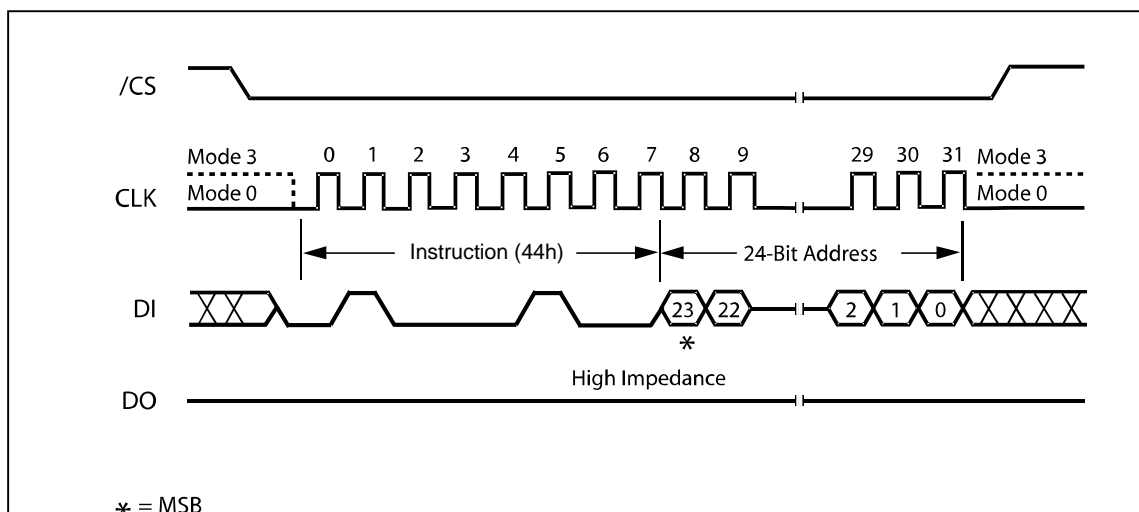 /CS
Mode 3 0 1 2 3 4 5 6 7 8 9 29 30 31 Mode 3
CLK Mode 0 Mode 0
Instruction (44h) 24-Bit Address
DI 23 22 2 1 0
*
High Impedance
DO
* = MSB